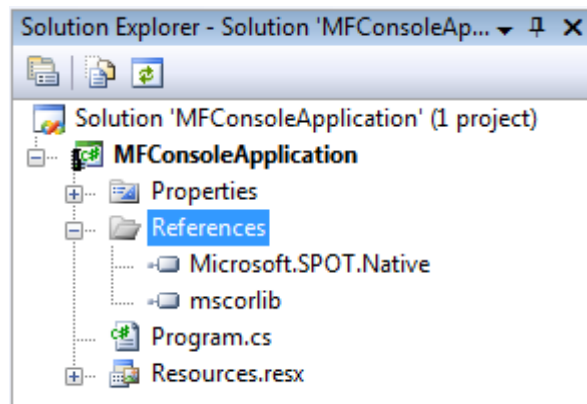 Solution Explorer - Solution 'MFConsoleAp...
Solution 'MFConsoleApplication' (1 project)
MFConsoleApplication
Properties
References
Microsoft.SPOT.Native
mscorlib
Program.cs
Resources.resx